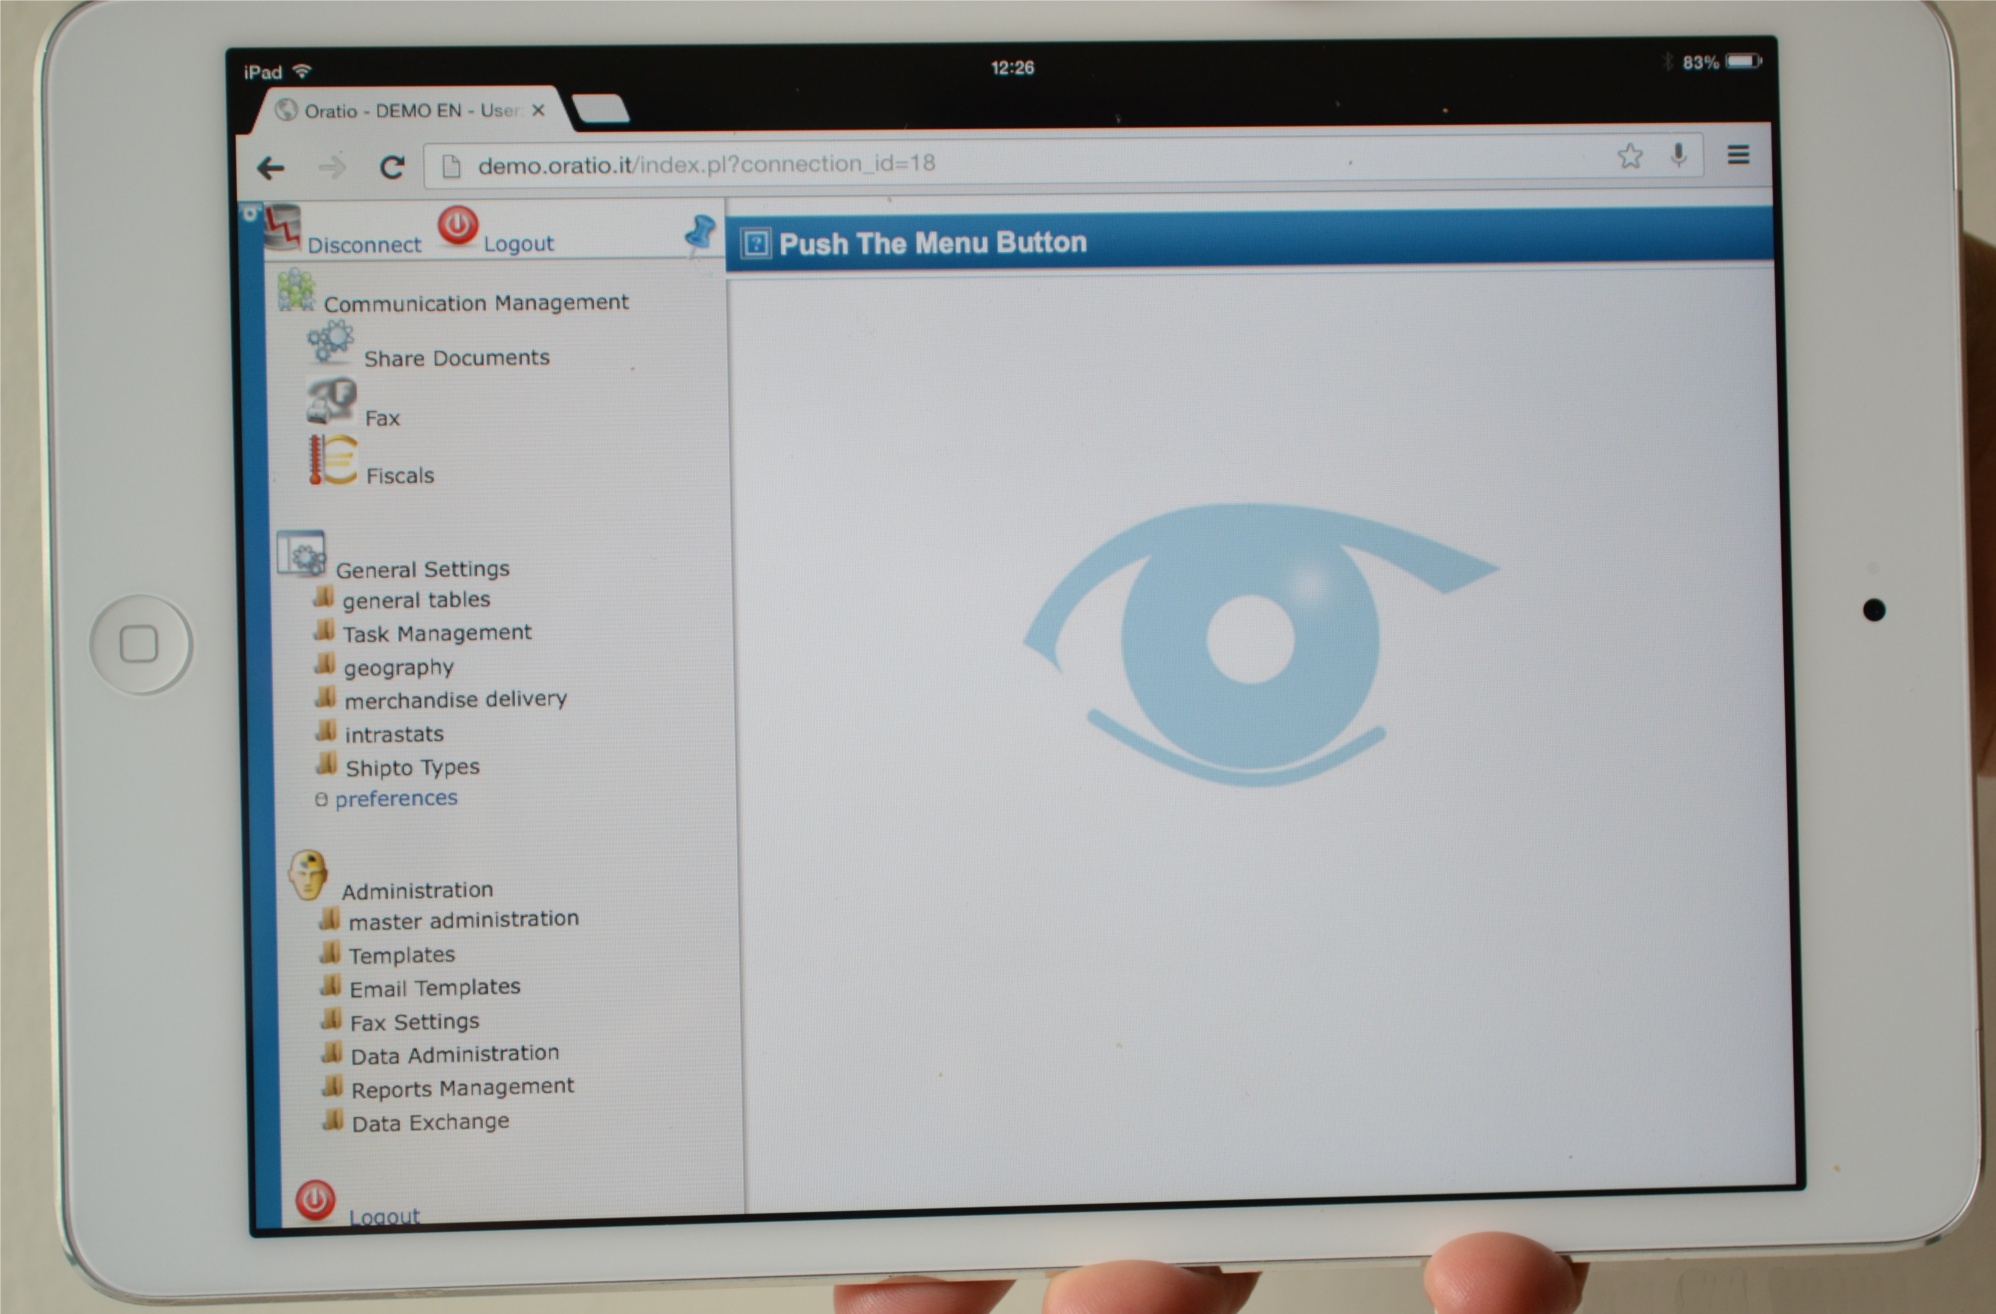 iPad
12:26
83%
Oratio - DEMO EN - User
demo.oratio.it/index.pl?connection_id=18
Disconnect Logout
Push The Menu Button
Communication Management
Share Documents
Fax
Fiscals
General Settings
general tables
Task Management
geography
merchandise delivery
intrastats
Shipto Types
preferences
Administration
master administration
Templates
Email Templates
Fax Settings
Data Administration
Reports Management
Data Exchange
Logout